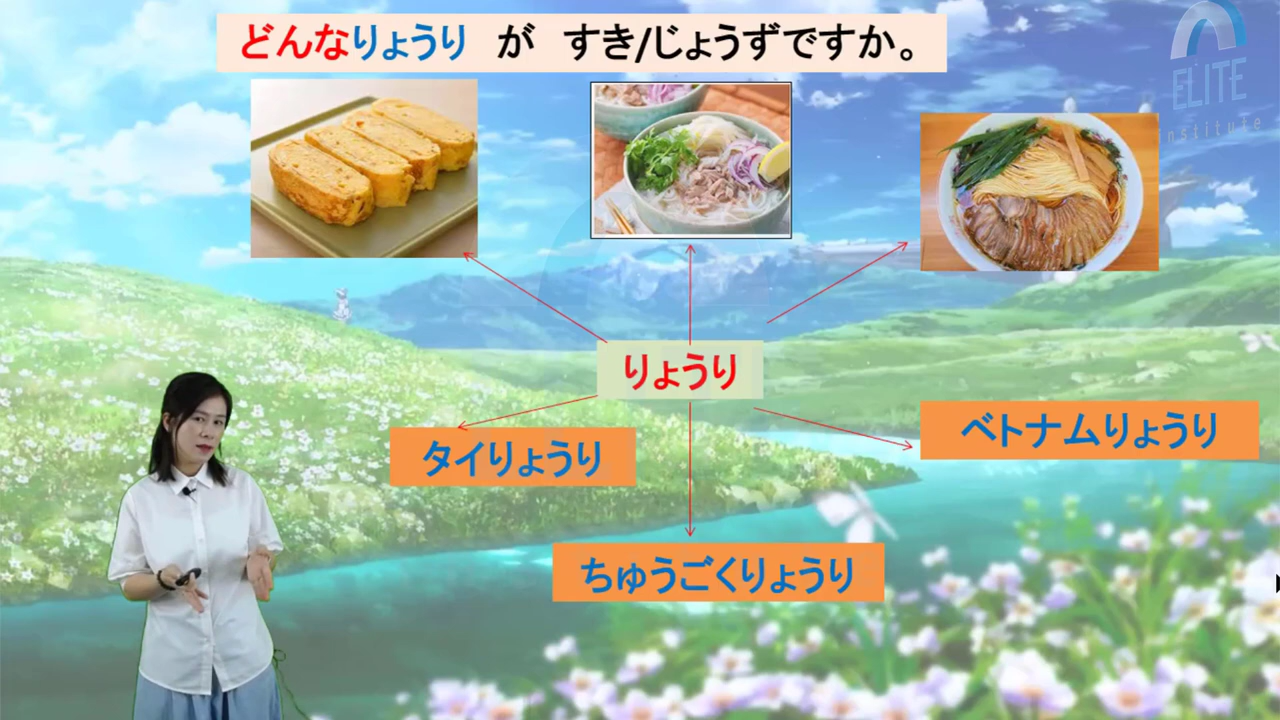 どんなりょうり が すき/じょうずですか。
ELITE
institute
りょうり
タイりょうり
ベトナムりょうり
ちゅうごくりょうり